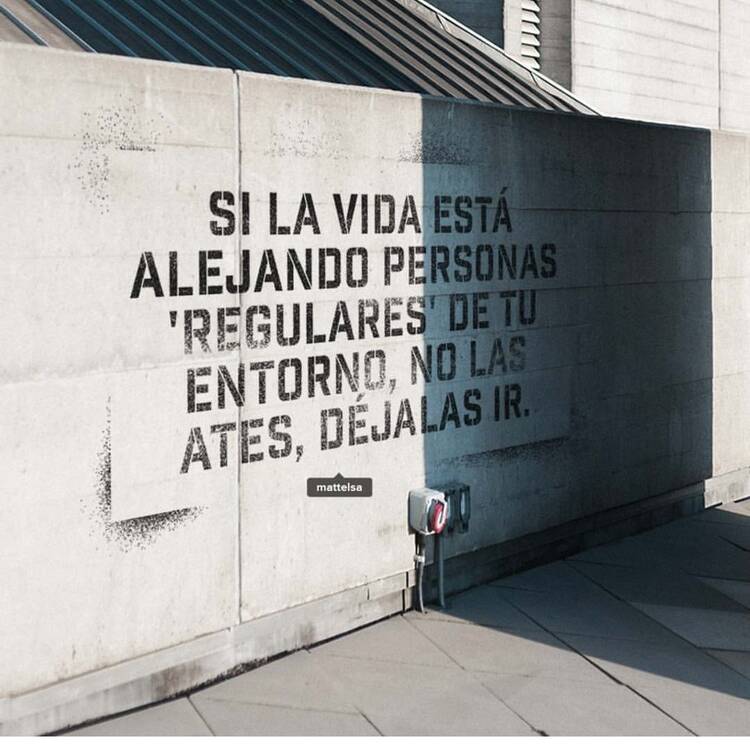 SI LA VIDA ESTÁ
ALEJANDO PERSONAS
'REGULARES' DE TU
ENTORNO, NO LAS
ATES, DÉJALAS IR.
mattelsa